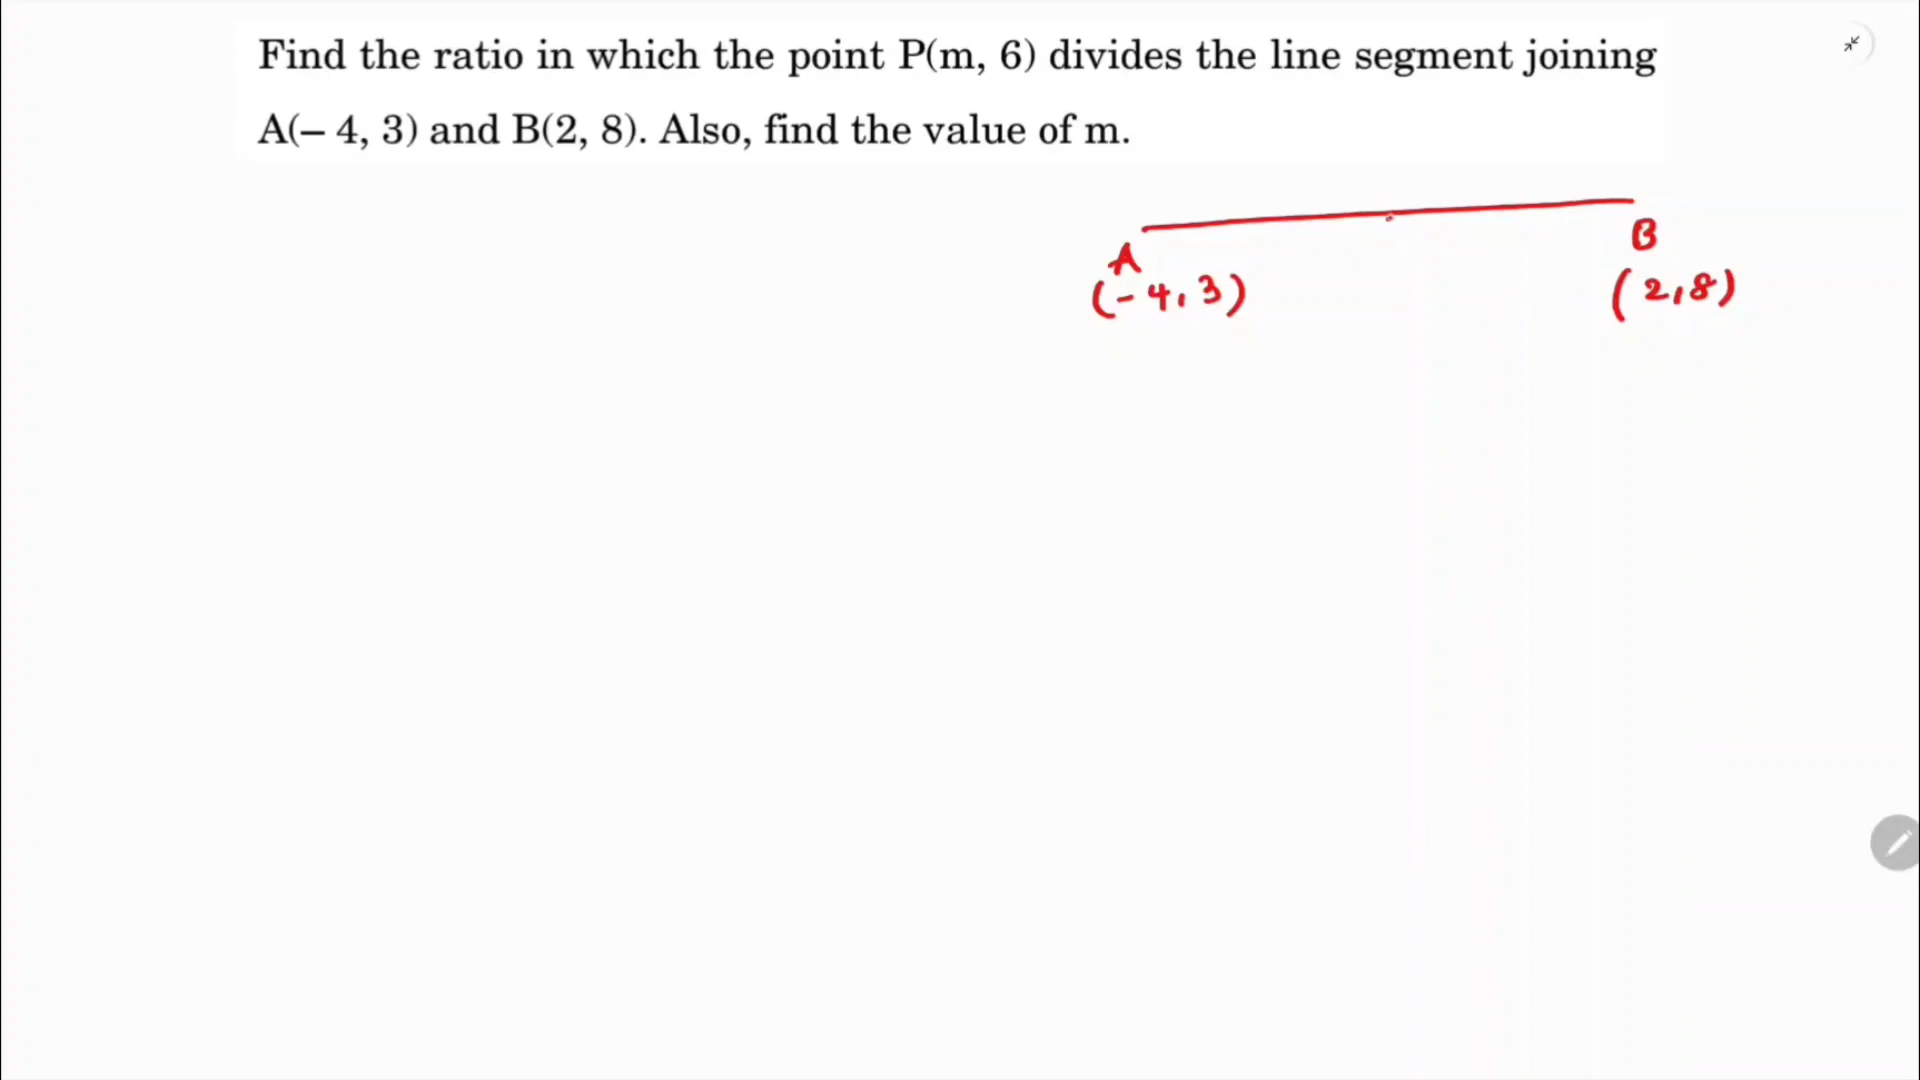 Find the ratio in which the point P(m, 6) divides the line segment joining
A(– 4, 3) and B(2, 8). Also, find the value of m.
A B
(-4,3) (2,8)